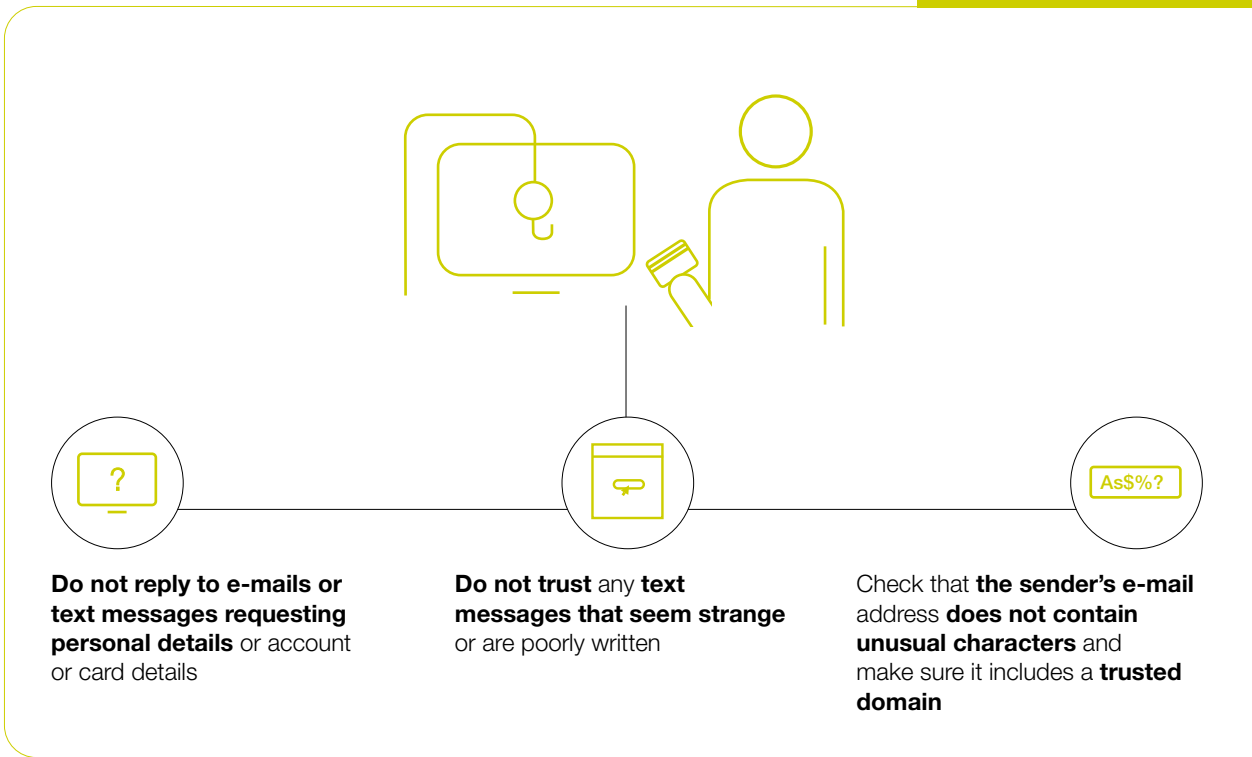 ?
As$%?
Do not reply to e-mails or
text messages requesting
personal details or account
or card details
Do not trust any text
messages that seem strange
or are poorly written
Check that the sender’s e-mail
address does not contain
unusual characters and
make sure it includes a trusted
domain